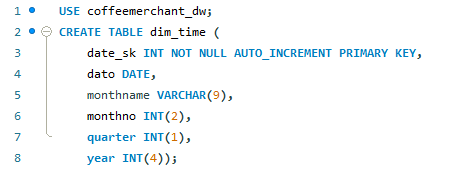 1 USE coffeemerchant_dw;
2 CREATE TABLE dim_time (
3 date_sk INT NOT NULL AUTO_INCREMENT PRIMARY KEY,
4 dato DATE,
5 monthname VARCHAR(9),
6 monthno INT(2),
7 quarter INT(1),
8 year INT(4));